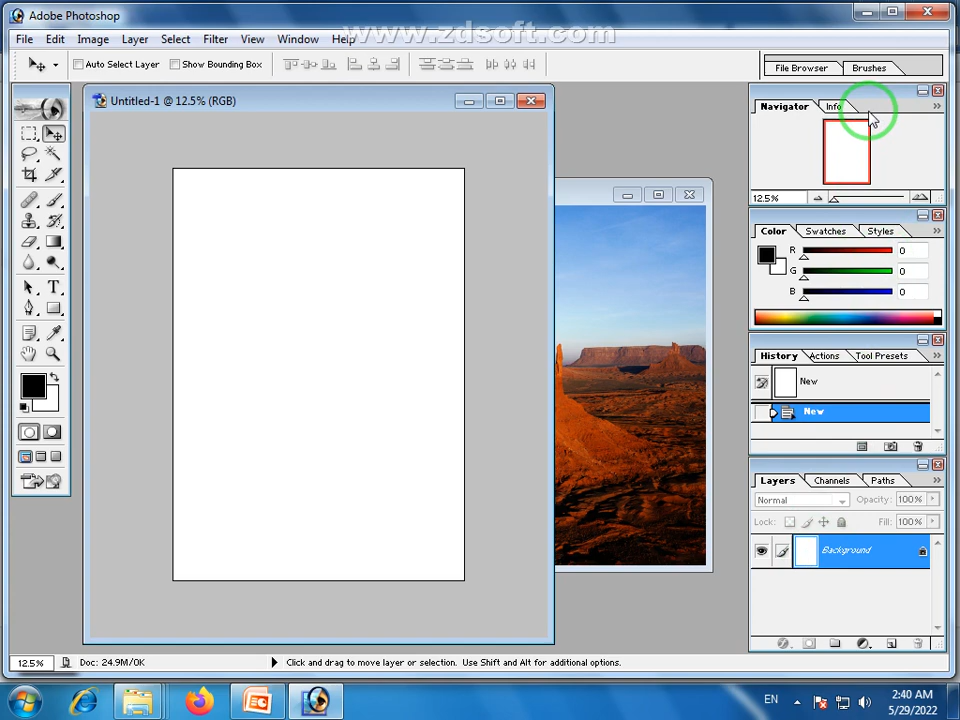 Adobe Photoshop
www.zdsoft.com
File Edit Image Layer Select Filter View Window Help
Auto Select Layer Show Bounding Box
File Browser Brushes
Untitled-1 @ 12.5% (RGB)
Navigator Info
12.5%
Color Swatches Styles
R 0
G 0
B 0
History Actions Tool Presets
New
New
Layers Channels Paths
Normal Opacity: 100%
Lock: Fill: 100%
Background
12.5% Doc: 24.9M/0K Click and drag to move layer or selection. Use Shift and Alt for additional options.
EN 2:40 AM
5/29/2022